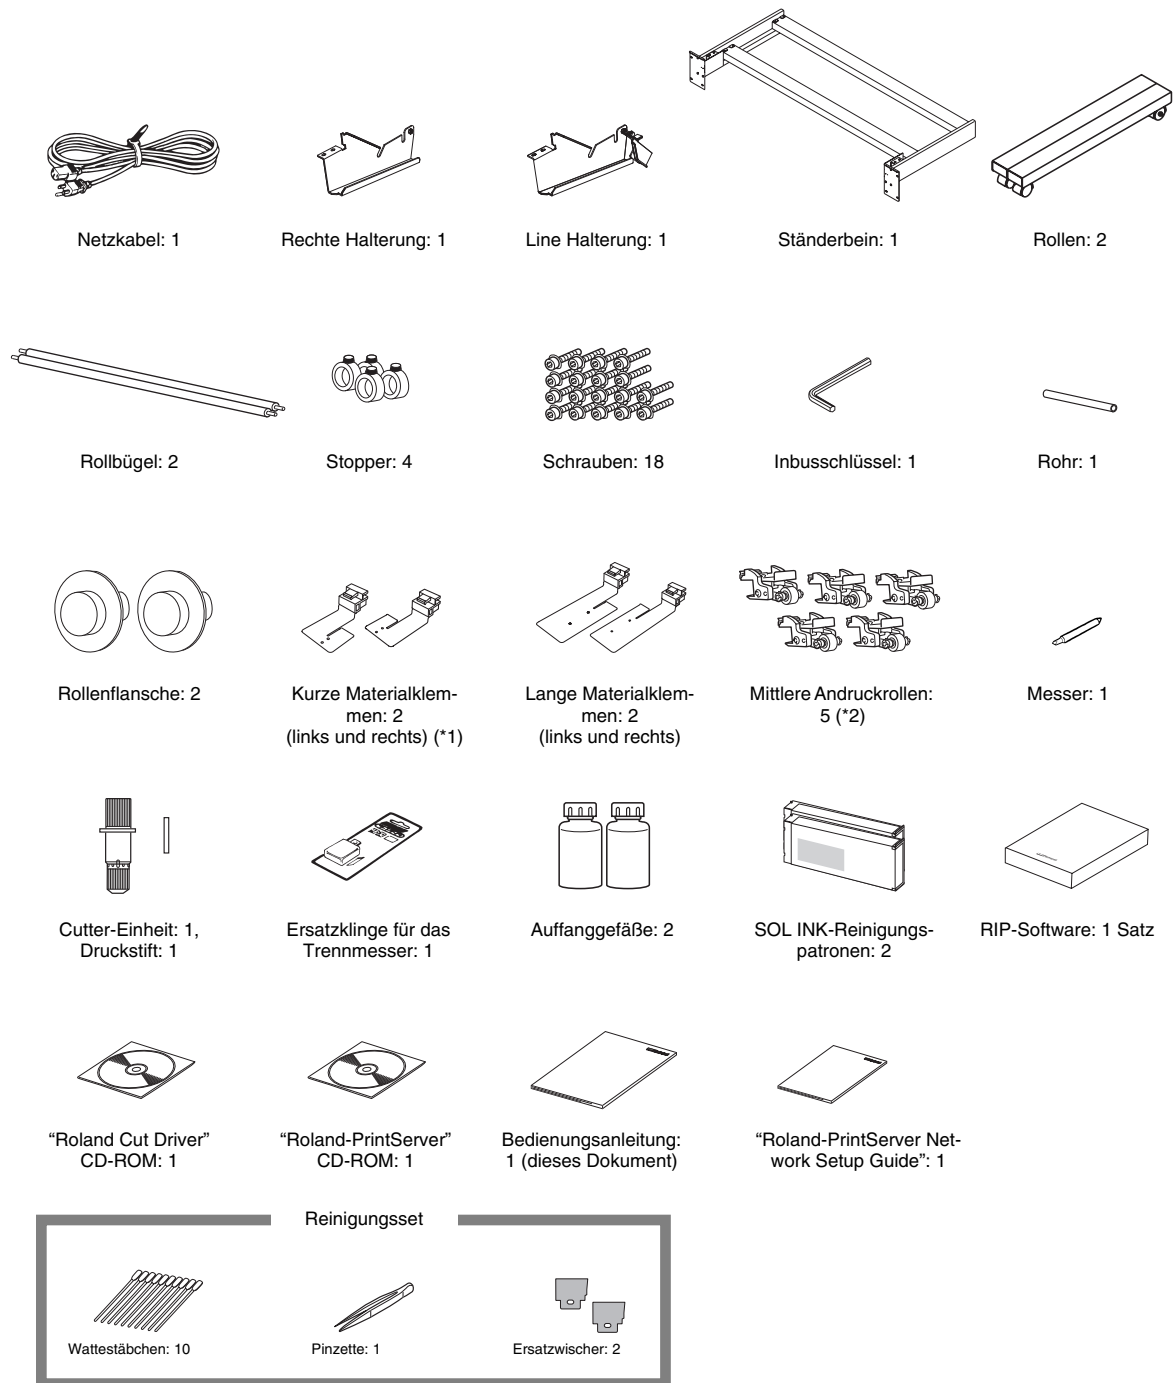 Netzkabel: 1
Rechte Halterung: 1
Line Halterung: 1
Ständerbein: 1
Rollen: 2
Rollbügel: 2
Stopper: 4
Schrauben: 18
Inbusschlüssel: 1
Rohr: 1
Rollenflansche: 2
Kurze Materialklem-
men: 2
(links und rechts) (*1)
Lange Materialklem-
men: 2
(links und rechts)
Mittlere Andruckrollen:
5 (*2)
Messer: 1
Cutter-Einheit: 1,
Druckstift: 1
Ersatzklinge für das
Trennmesser: 1
Auffanggefäße: 2
SOL INK-Reinigungs-
patronen: 2
RIP-Software: 1 Satz
“Roland Cut Driver”
CD-ROM: 1
“Roland-PrintServer”
CD-ROM: 1
Bedienungsanleitung:
1 (dieses Dokument)
“Roland-PrintServer Net-
work Setup Guide”: 1
Reinigungsset
Wattestäbchen: 10
Pinzette: 1
Ersatzwischer: 2